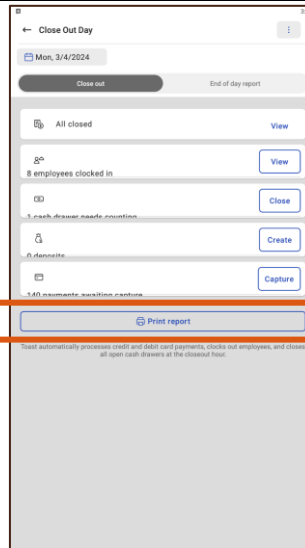 ← Close Out Day
Mon, 3/4/2024
Close out
End of day report
All closed
View
8 employees clocked in
View
1 cash drawer needs counting
Close
0 deposits
Create
140 payments awaiting capture
Capture
Print report
Toast automatically processes credit and debit card payments, clocks out employees, and closes
all open cash drawers at the closeout hour.